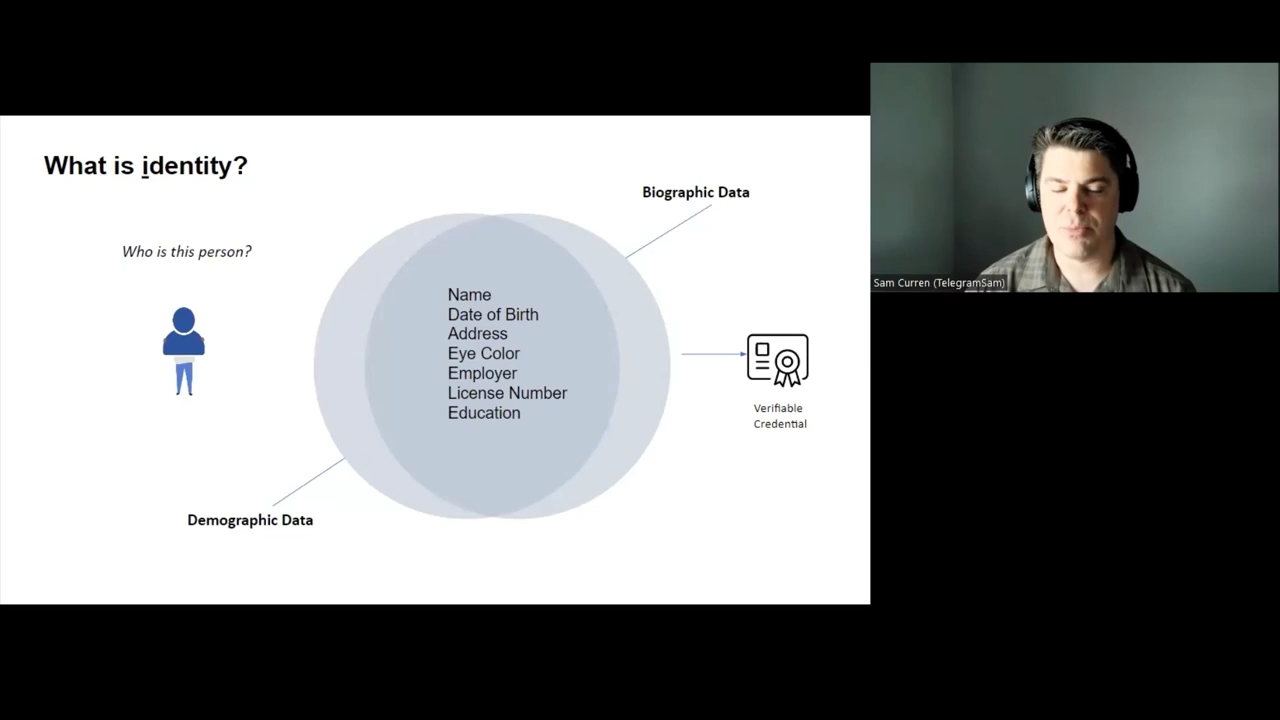 What is identity?
Biographic Data
Who is this person?
Name
Date of Birth
Address
Eye Color
Employer
License Number
Education
Verifiable
Credential
Demographic Data
Sam Curren (TelegramSam)